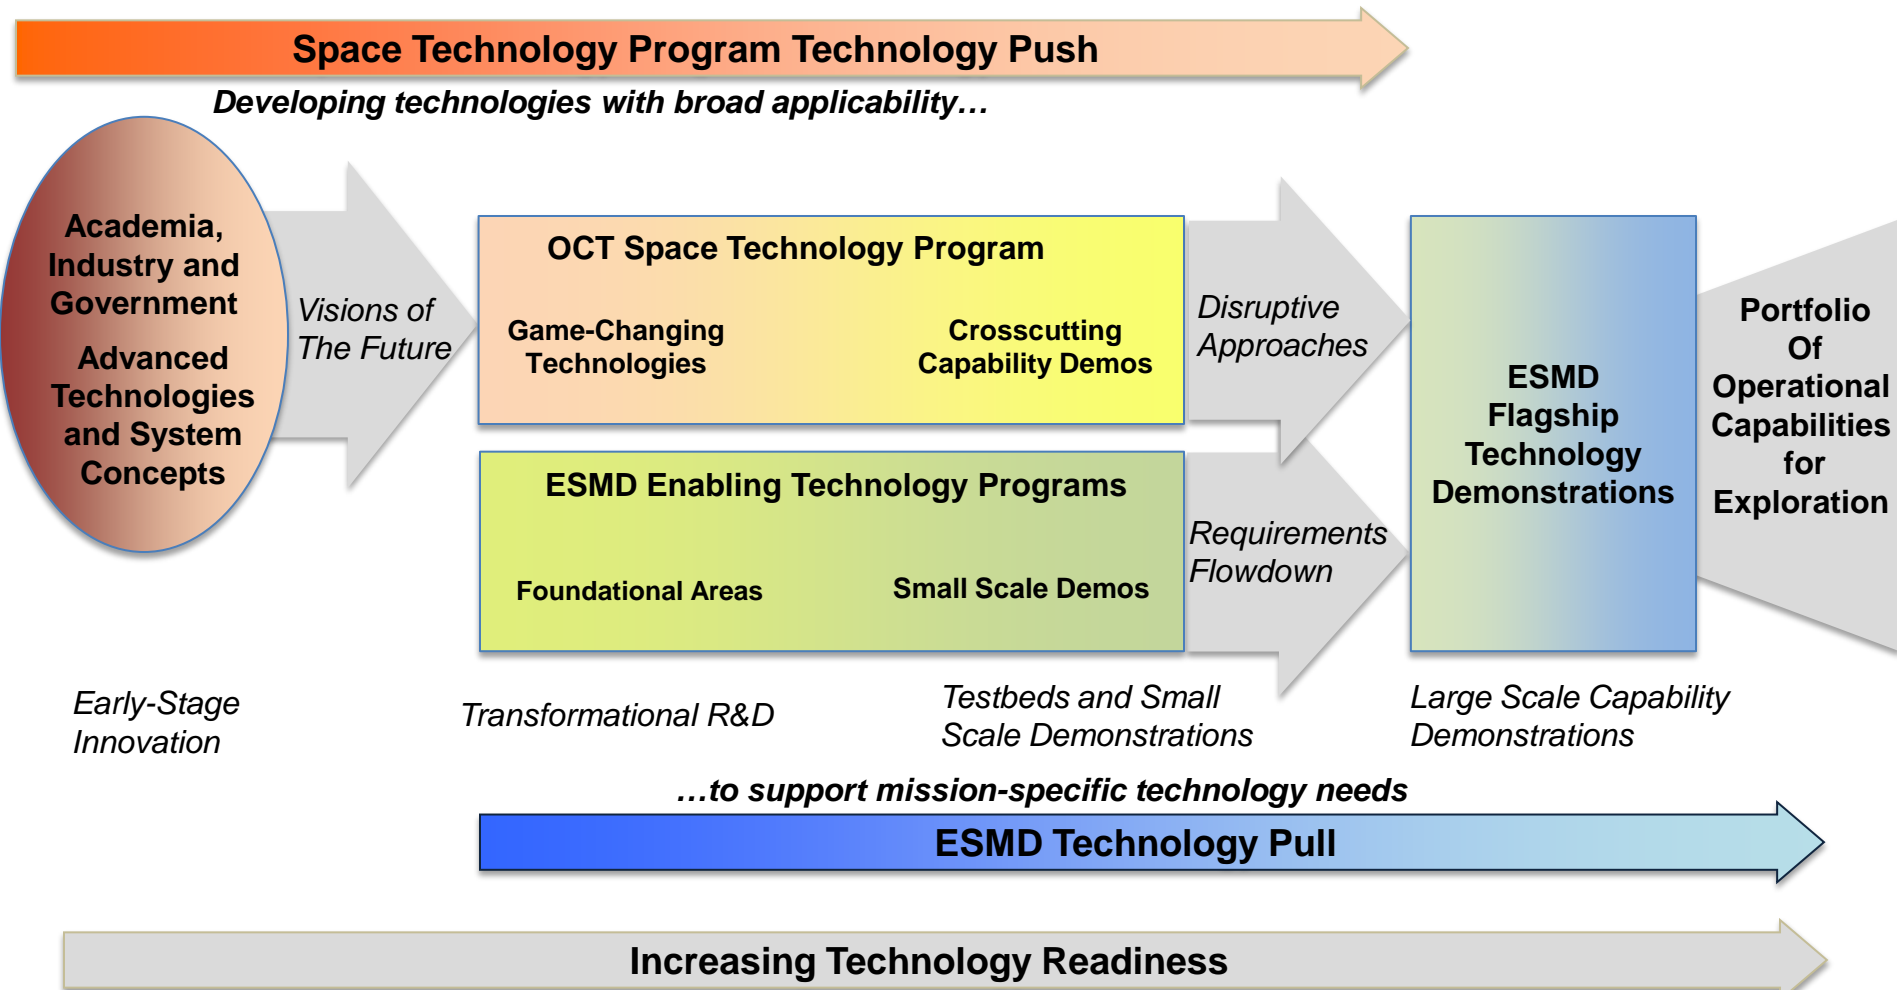 Space Technology Program Technology Push
Developing technologies with broad applicability…
Academia,
Industry and
Government
Advanced
Technologies
and System
Concepts
Visions of
The Future
OCT Space Technology Program
Game-Changing
Technologies
Crosscutting
Capability Demos
Disruptive
Approaches
ESMD Enabling Technology Programs
Foundational Areas
Small Scale Demos
Requirements
Flowdown
ESMD
Flagship
Technology
Demonstrations
Portfolio
Of
Operational
Capabilities
for
Exploration
Early-Stage
Innovation
Transformational R&D
Testbeds and Small
Scale Demonstrations
Large Scale Capability
Demonstrations
…to support mission-specific technology needs
ESMD Technology Pull
Increasing Technology Readiness